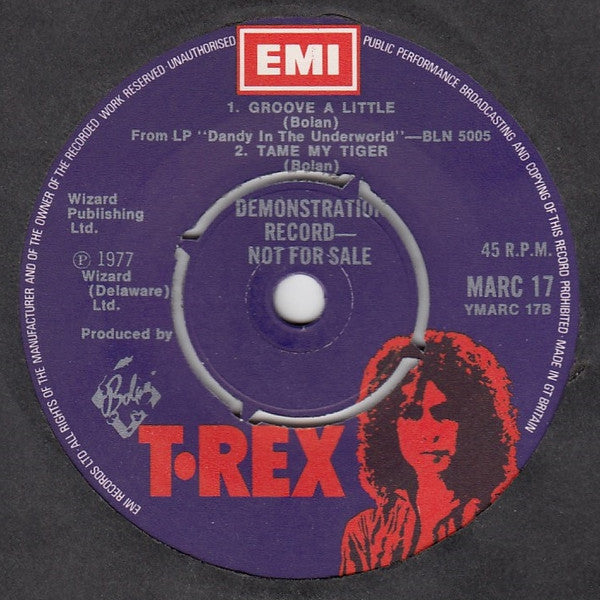 EMI
1. GROOVE A LITTLE
(Bolan)
From LP "Dandy In The Underworld"—BLN 5005
2. TAME MY TIGER
(Bolan)
DEMONSTRATION
RECORD—
NOT FOR SALE
Wizard
Publishing
Ltd.
℗ 1977
Wizard
(Delaware)
Ltd.
Produced by
45 R.P.M.
MARC 17
YMARC 17B
T•REX
EMI RECORDS LTD ALL RIGHTS OF THE MANUFACTURER AND OF THE OWNER OF THE RECORDED WORK RESERVED·UNAUTHORISED PUBLIC PERFORMANCE BROADCASTING AND COPYING OF THIS RECORD PROHIBITED MADE IN GT BRITAIN